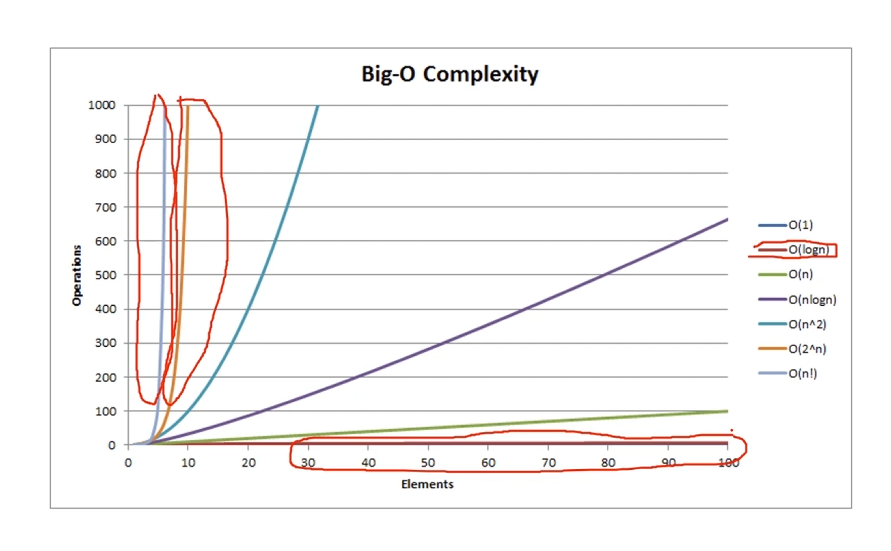 Big-O Complexity
1000
900
800
700
600
500
400
300
200
100
0
Operations
0 10 20 30 40 50 60 70 80 90 100
Elements
O(1)
O(logn)
O(n)
O(nlogn)
O(n^2)
O(2^n)
O(n!)